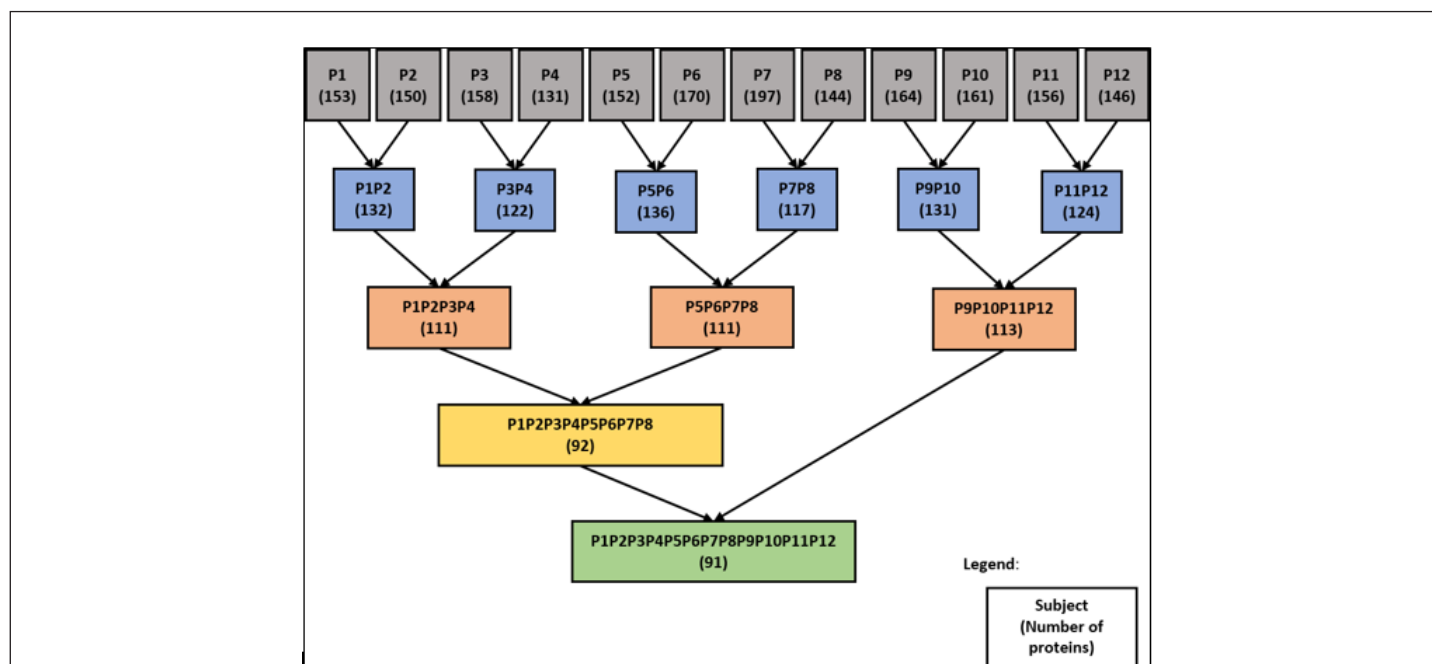 P1 P2 P3 P4 P5 P6 P7 P8 P9 P10 P11 P12
(153) (150) (158) (131) (152) (170) (197) (144) (164) (161) (156) (146)
P1P2 P3P4 P5P6 P7P8 P9P10 P11P12
(132) (122) (136) (117) (131) (124)
P1P2P3P4 P5P6P7P8 P9P10P11P12
(111) (111) (113)
P1P2P3P4P5P6P7P8
(92)
P1P2P3P4P5P6P7P8P9P10P11P12
(91)
Legend:
Subject
(Number of
proteins)